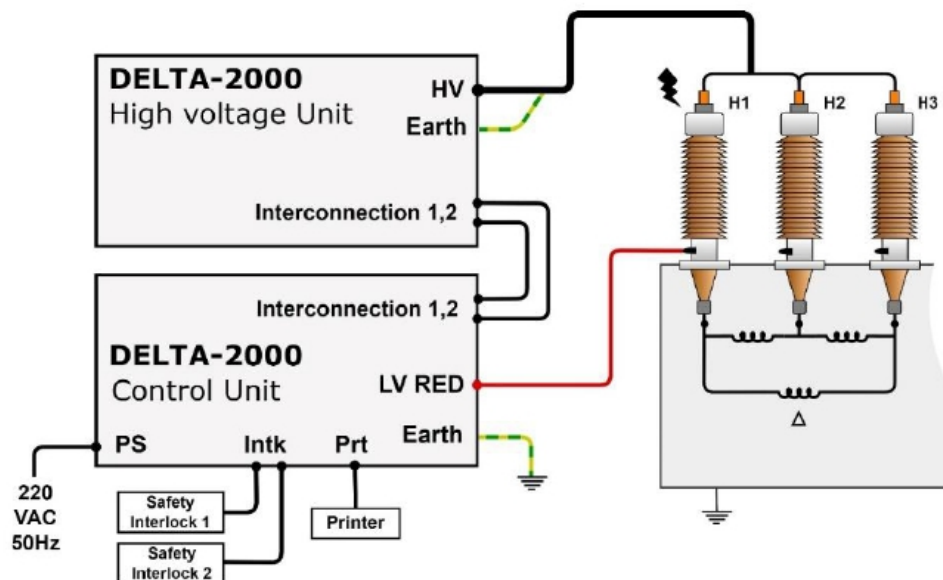 DELTA-2000
High voltage Unit
HV
Earth
Interconnection 1,2
H1
H2
H3
Interconnection 1,2
DELTA-2000
Control Unit
LV RED
Earth
PS
Intk
Prt
220
VAC
50Hz
Safety
Interlock 1
Safety
Interlock 2
Printer
Δ